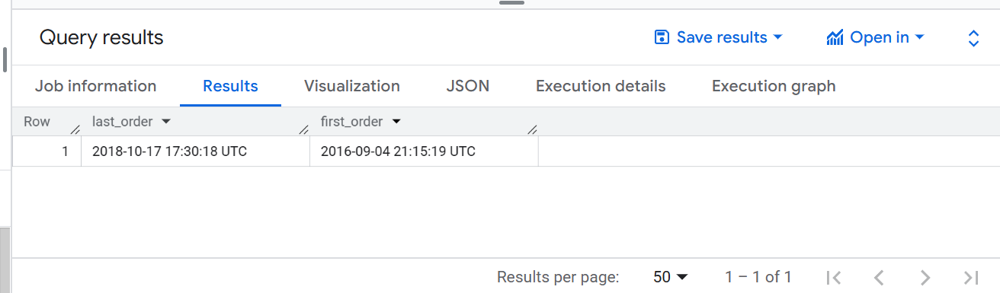 Query results
Save results
Open in
Job information Results Visualization JSON Execution details Execution graph
Row last_order first_order
1 2018-10-17 17:30:18 UTC 2016-09-04 21:15:19 UTC
Results per page: 50 1 – 1 of 1